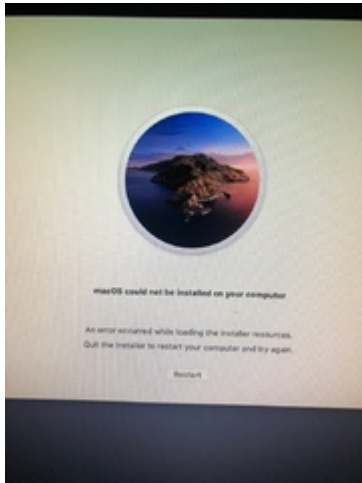 macOS could not be installed on your computer
An error occurred while loading the installer resources.
Quit the installer to restart your computer and try again.
Restart